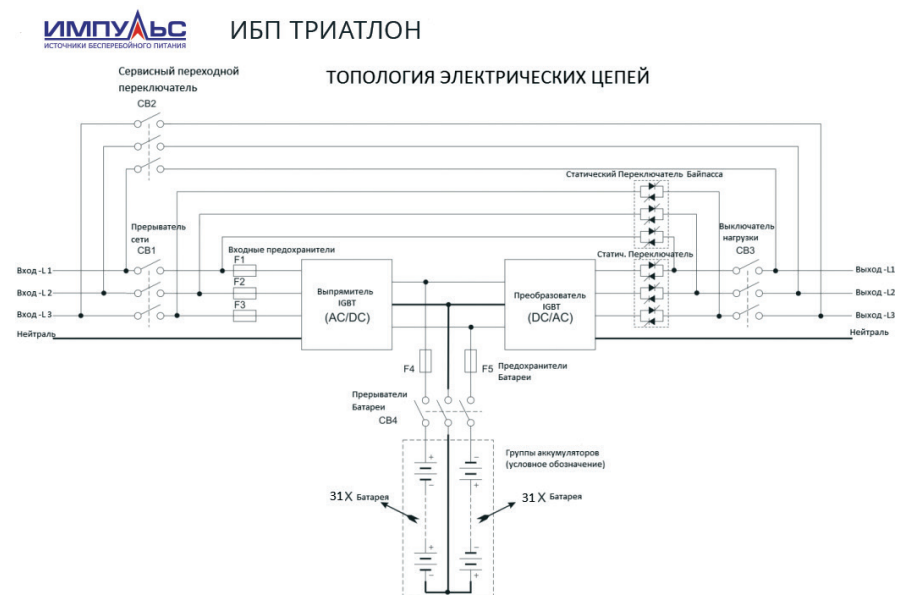 ИМПУЛЬС
ИСТОЧНИКИ БЕСПЕРЕБОЙНОГО ПИТАНИЯ
ИБП ТРИАТЛОН
ТОПОЛОГИЯ ЭЛЕКТРИЧЕСКИХ ЦЕПЕЙ
Сервисный переходной
переключатель
CB2
Статический Переключатель Байпасса
Прерыватель
сети
CB1
Входные предохранители
F1
F2
F3
Статич. Переключатель
Выключатель
нагрузки
CB3
Вход -L 1
Вход -L 2
Вход -L 3
Нейтраль
Выпрямитель
IGBT
(AC/DC)
Преобразователь
IGBT
(DC/AC)
Выход -L1
Выход -L2
Выход -L3
Нейтраль
F4
F5
Предохранители
Батареи
Прерыватели
Батареи
CB4
Группы аккумуляторов
(условное обозначение)
+
−
−
+
31X Батарея
31X Батарея
+
−
−
+